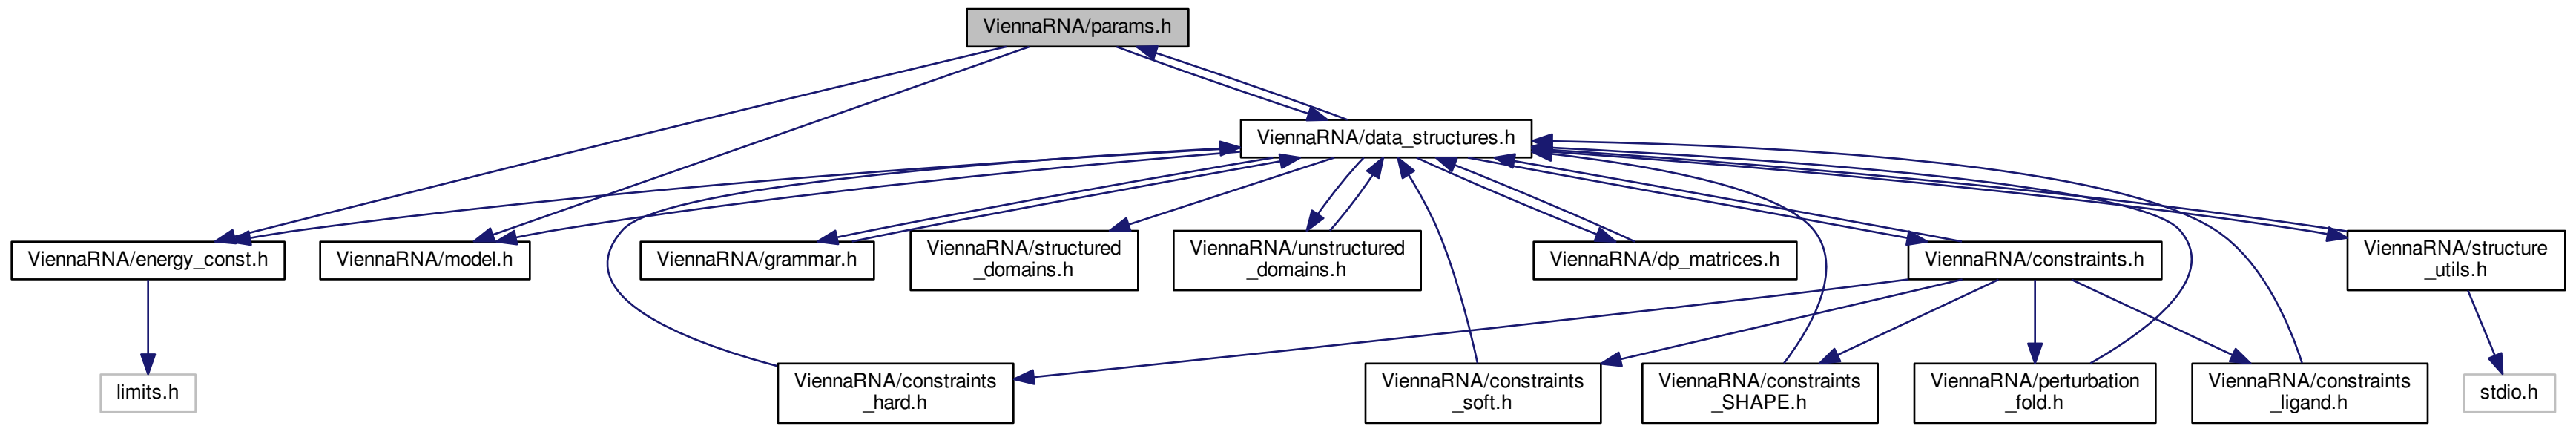 ViennaRNA/params.h
ViennaRNA/data_structures.h
ViennaRNA/energy_const.h
ViennaRNA/model.h
ViennaRNA/grammar.h
ViennaRNA/structured
_domains.h
ViennaRNA/unstructured
_domains.h
ViennaRNA/dp_matrices.h
ViennaRNA/constraints.h
ViennaRNA/structure
_utils.h
limits.h
ViennaRNA/constraints
_hard.h
ViennaRNA/constraints
_soft.h
ViennaRNA/constraints
_SHAPE.h
ViennaRNA/perturbation
_fold.h
ViennaRNA/constraints
_ligand.h
stdio.h